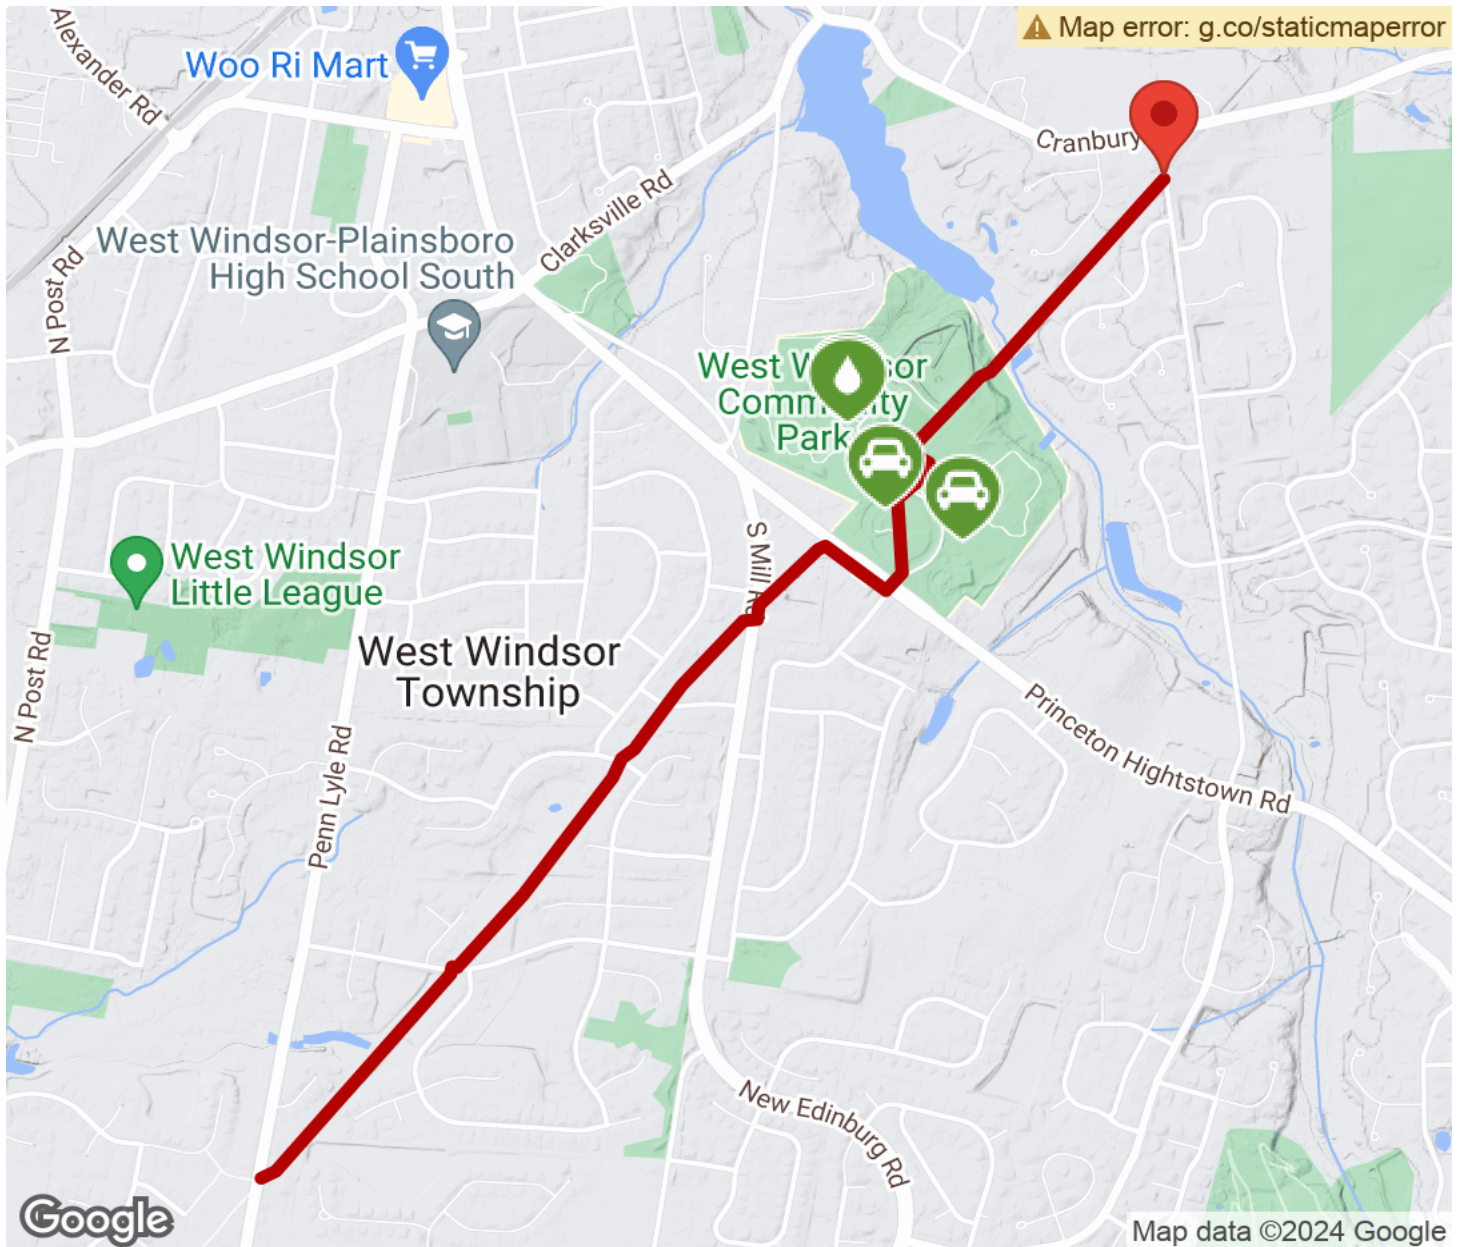 Alexander Rd
Woo Ri Mart
Map error: g.co/staticmaperror
Cranbury
Clarksville Rd
West Windsor-Plainsboro
High School South
N Post Rd
West W sor
Comm ty
Park
S Mill R
West Windsor
Little League
West Windsor
Township
N Post Rd
Penn Lyle Rd
Princeton Hightstown Rd
New Edinburg Rd
Google
Map data ©2024 Google